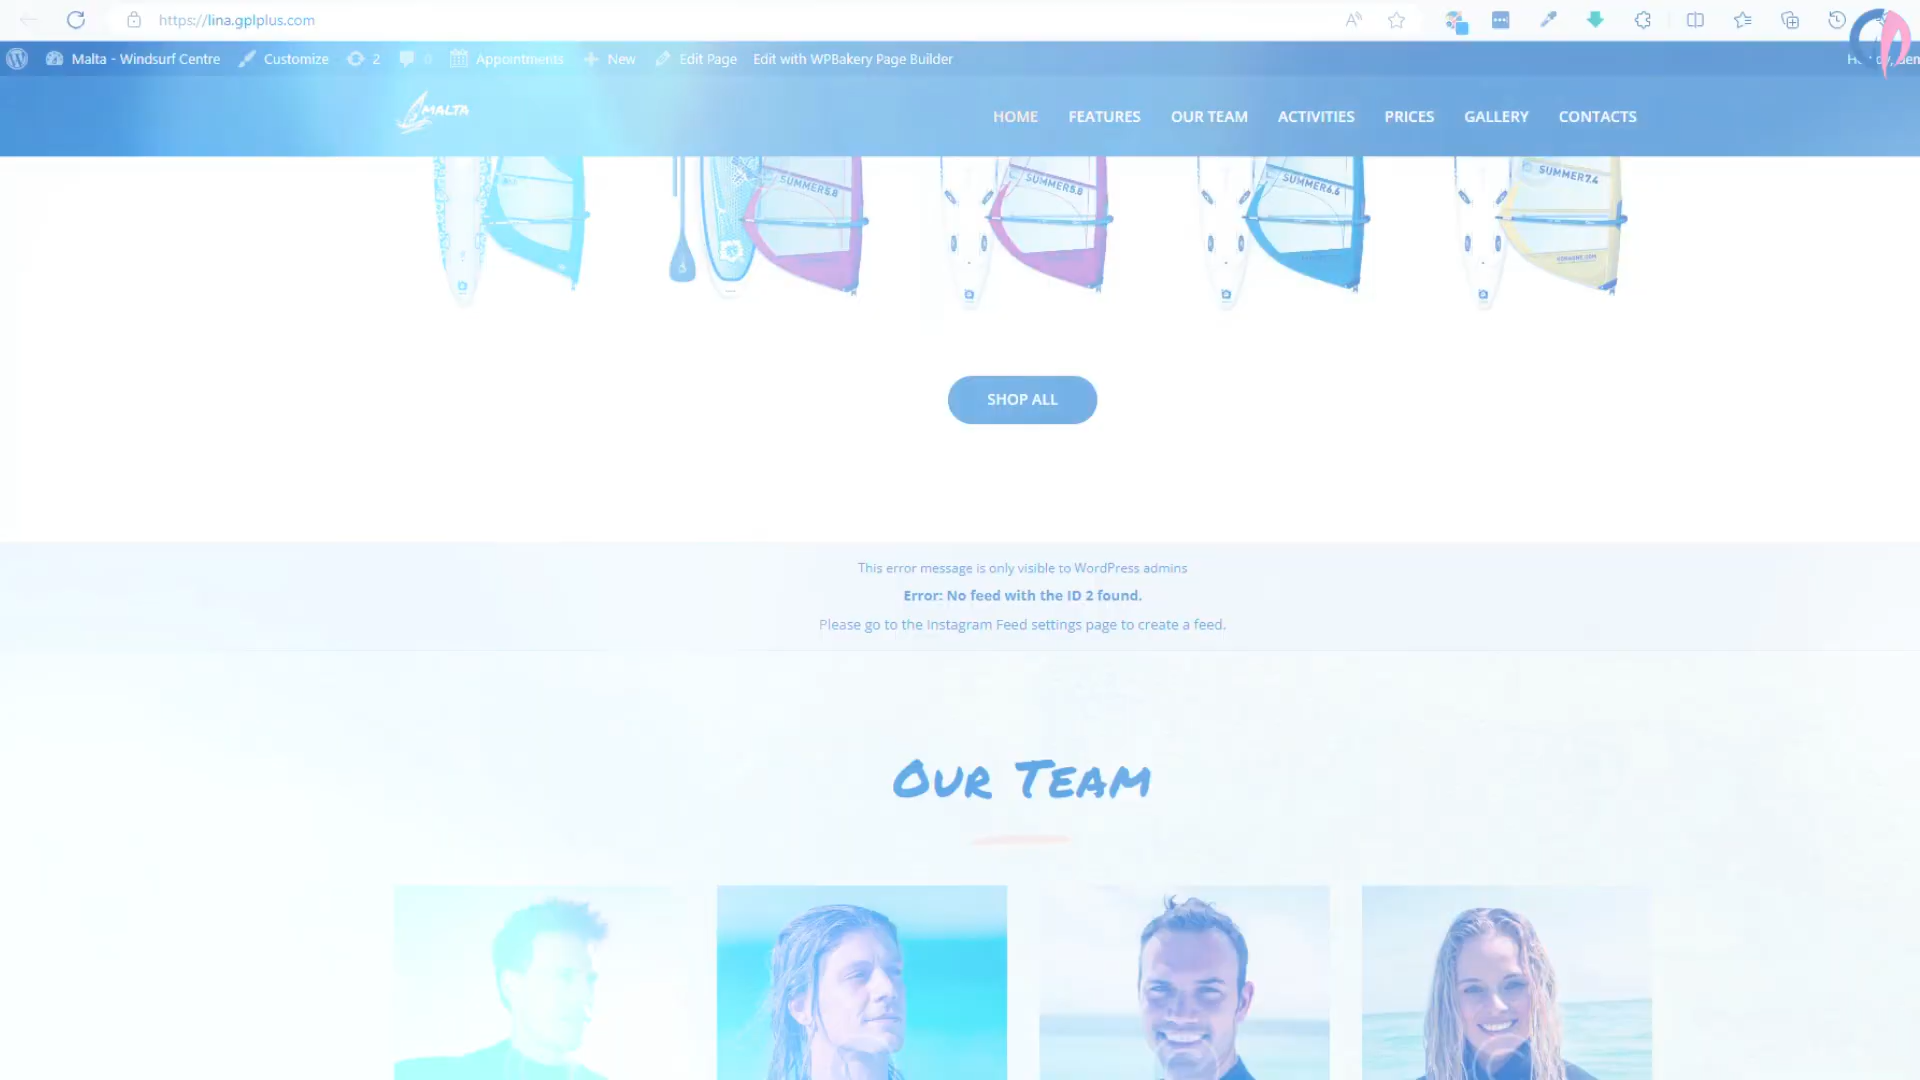 https://lina.gplplus.com
Malta - Windsurf Centre Customize 2 0 Appointments New Edit Page Edit with WPBakery Page Builder
MALTA
HOME FEATURES OUR TEAM ACTIVITIES PRICES GALLERY CONTACTS
SUMMER5.8 SUMMER5.8 SUMMER6.6 SUMMER7.4
SHOP ALL
This error message is only visible to WordPress admins
Error: No feed with the ID 2 found.
Please go to the Instagram Feed settings page to create a feed.
Our Team